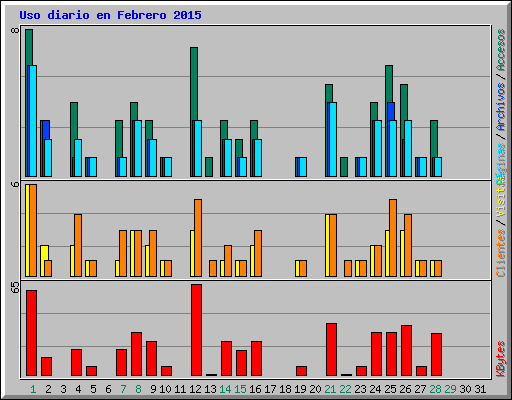 Uso diario en Febrero 2015
8
6
65
Accesos
/ Archivos /
Clientes /
KBytes
1 2 3 4 5 6 7 8 9 10 11 12 13 14 15 16 17 18 19 20 21 22 23 24 25 26 27 28 29 30 31